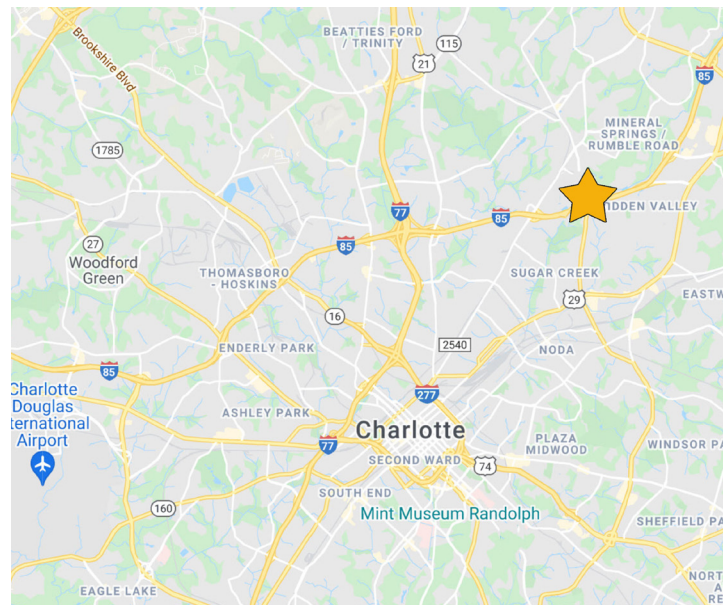 BEATTIES FORD
/ TRINITY
115
21
Brookshire Blvd
85
MINERAL
SPRINGS /
RUMBLE ROAD
1785
77
85
IDDEN VALLEY
85
27
Woodford
Green
THOMASBORO
- HOSKINS
SUGAR CREEK
29
EASTW
16
2540
ENDERLY PARK
NODA
85
277
Charlotte
Douglas
ternational
Airport
ASHLEY PARK
Charlotte
77
PLAZA
MIDWOOD
WINDSOR PA
SECOND WARD
74
SOUTH END
160
Mint Museum Randolph
SHEFFIELD PA
EAGLE LAKE
NORT
A
RE